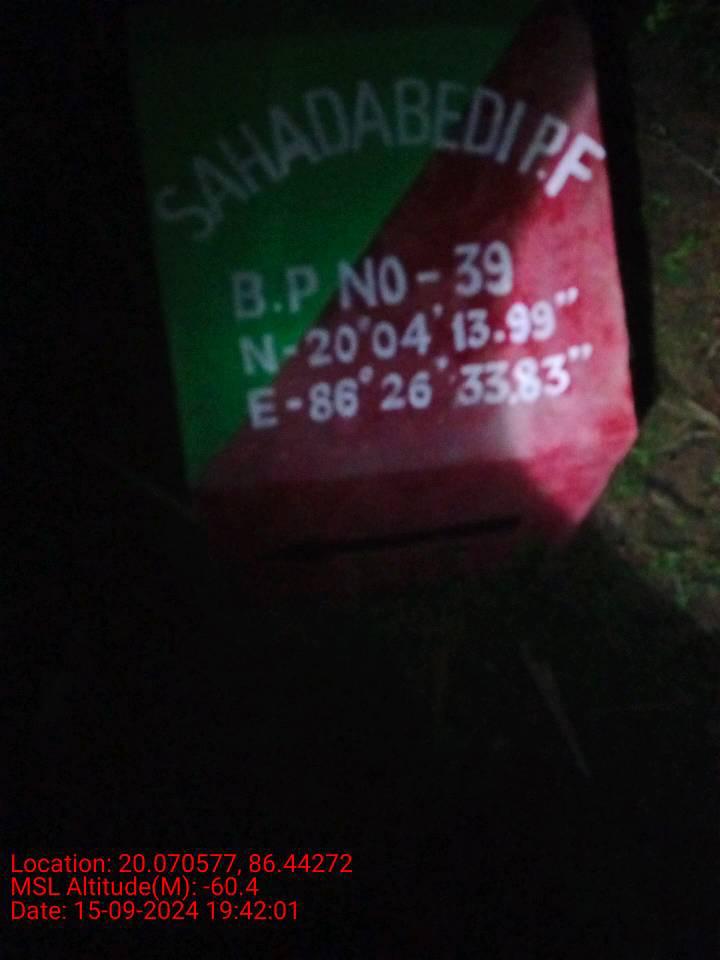 SAHADABEDI P.F
B.P NO-39
N-20°04'13.99"
E-86°26'33.83"
Location: 20.070577, 86.44272
MSL Altitude(M): -60.4
Date: 15-09-2024 19:42:01